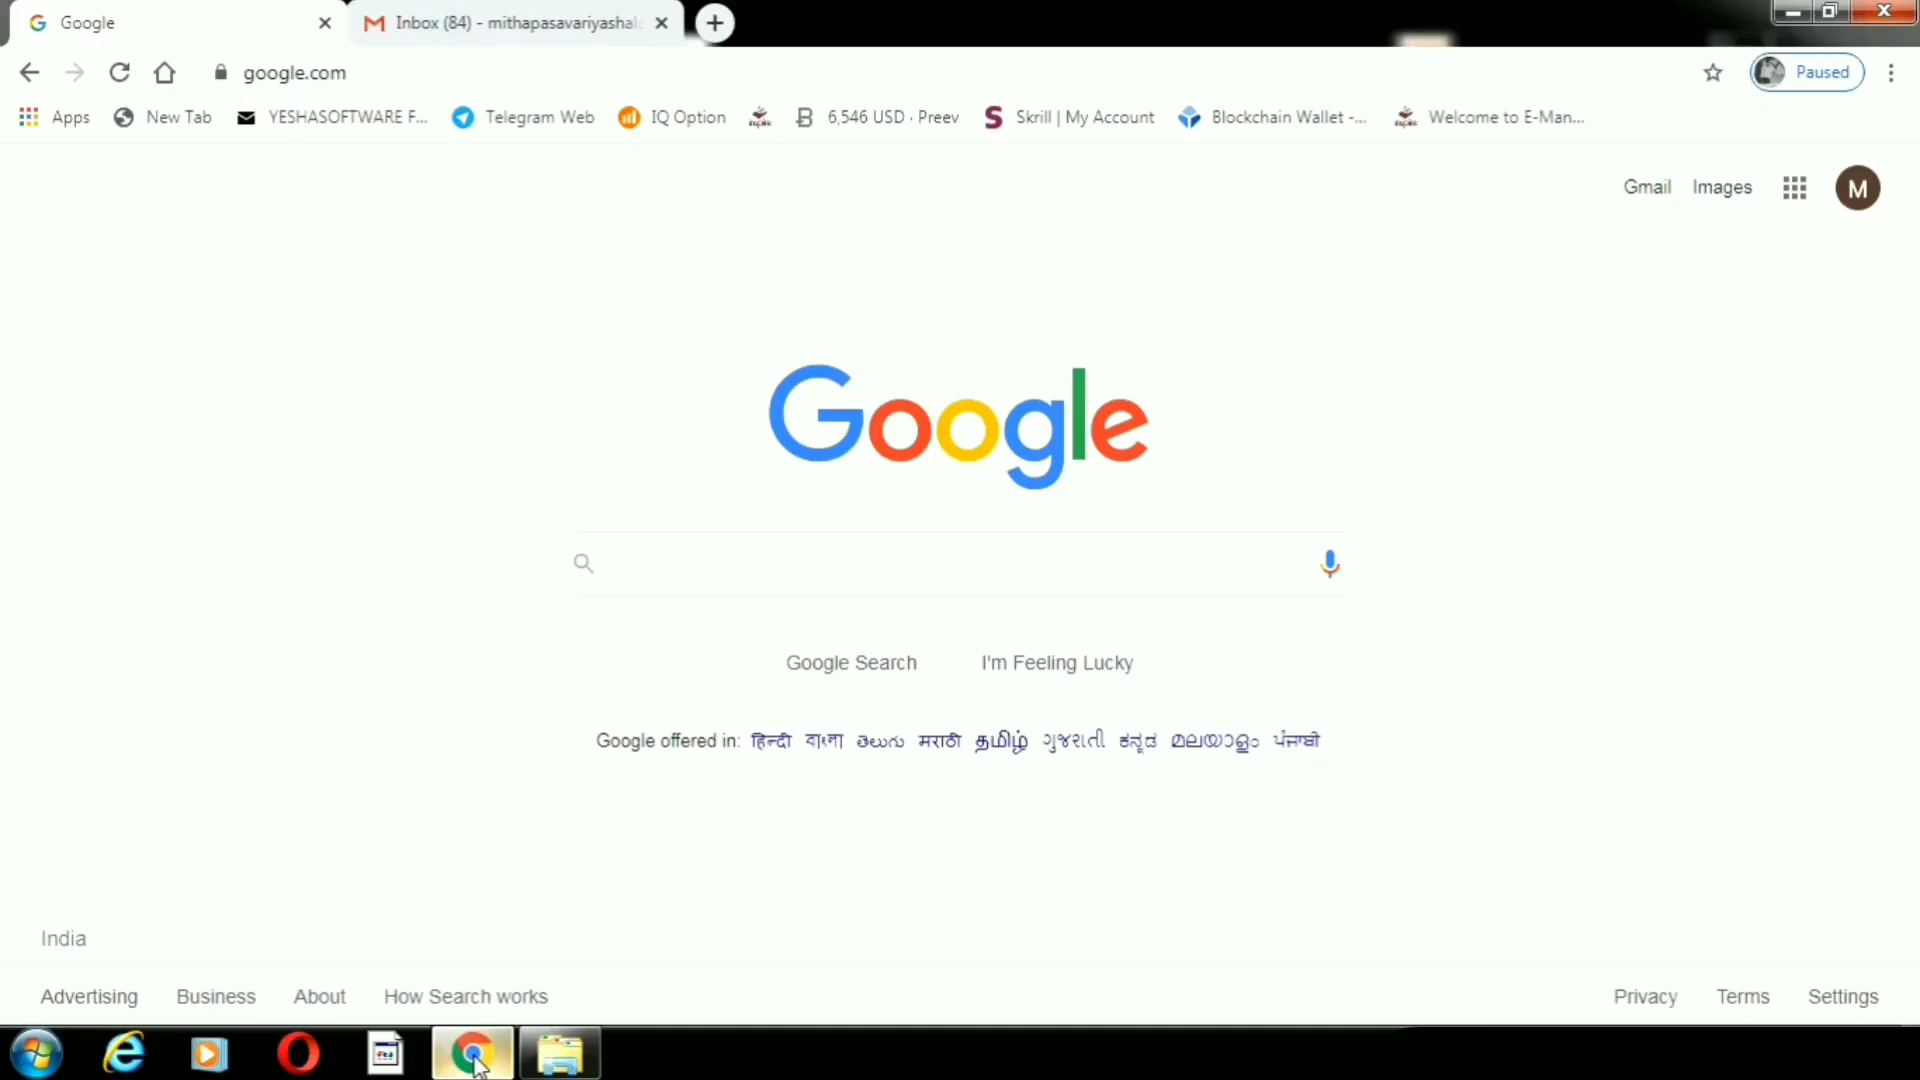 Google
Inbox (84) - mithapasavariyashal
google.com
Paused
Apps
New Tab
YESHASOFTWARE F...
Telegram Web
IQ Option
6,546 USD · Preev
Skrill | My Account
Blockchain Wallet -...
Welcome to E-Man...
Gmail
Images
M
Google
Google Search
I'm Feeling Lucky
Google offered in: हिन्दी বাংলা తెలుగు मराठी தமிழ் ગુજરાતી ಕನ್ನಡ മലയാളം ਪੰਜਾਬੀ
India
Advertising
Business
About
How Search works
Privacy
Terms
Settings